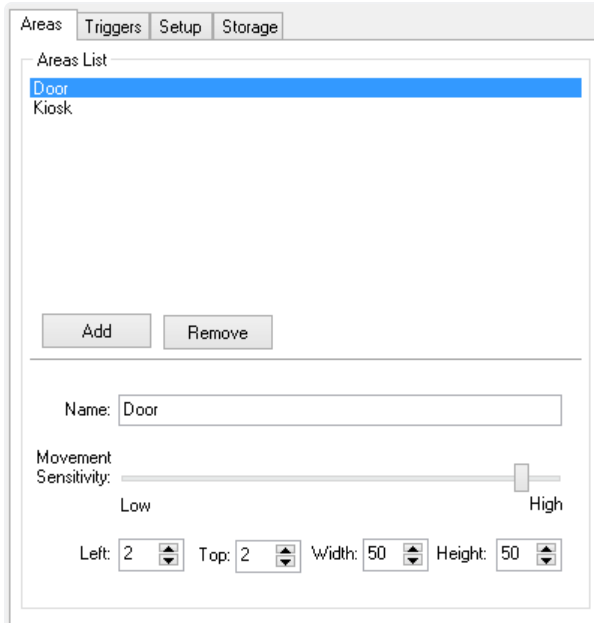 Areas Triggers Setup Storage
Areas List
Door
Kiosk
Add Remove
Name: Door
Movement
Sensitivity:
Low High
Left: 2 Top: 2 Width: 50 Height: 50